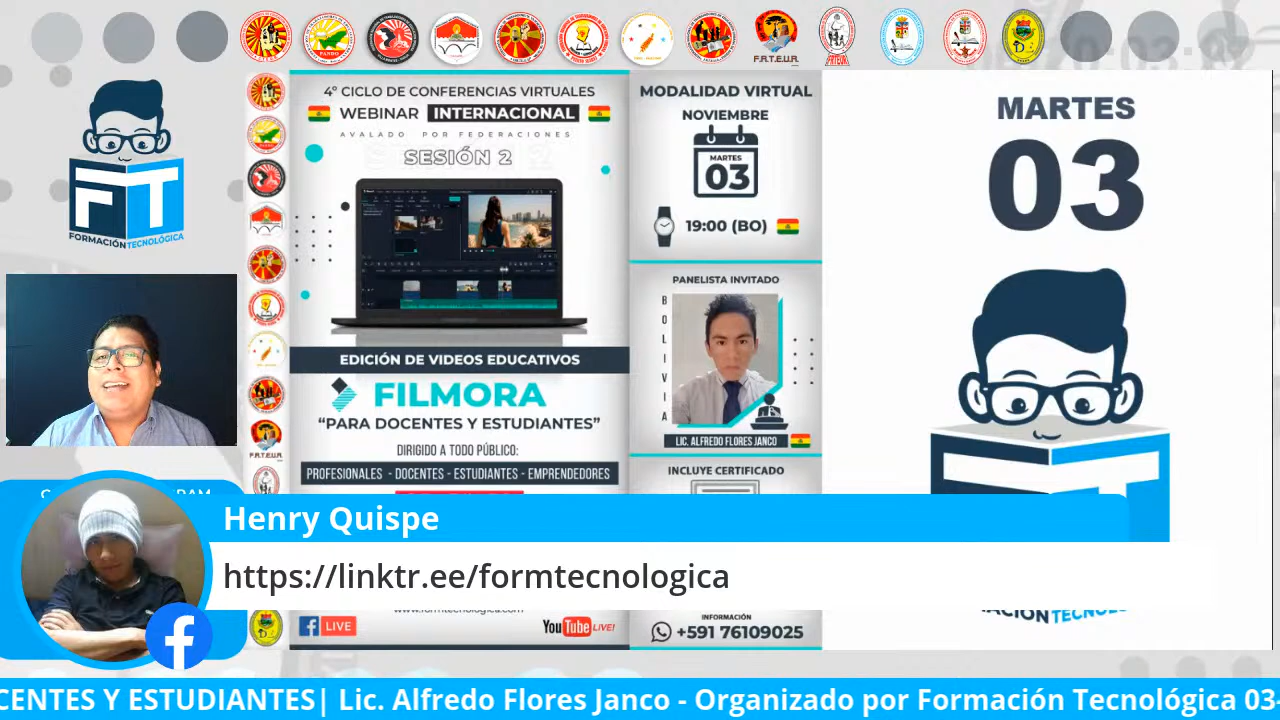 4º CICLO DE CONFERENCIAS VIRTUALES
WEBINAR INTERNACIONAL
AVALADO POR FEDERACIONES
SESIÓN 2
EDICIÓN DE VIDEOS EDUCATIVOS
FILMORA
“PARA DOCENTES Y ESTUDIANTES”
DIRIGIDO A TODO PÚBLICO:
PROFESIONALES - DOCENTES - ESTUDIANTES - EMPRENDEDORES
www.formtecnologica.com
LIVE
YouTube LIVE!
MODALIDAD VIRTUAL
NOVIEMBRE
MARTES
03
19:00 (BO)
PANELISTA INVITADO
BOLIVIA
LIC. ALFREDO FLORES JANCO
INCLUYE CERTIFICADO
INFORMACIÓN
+591 76109025
MARTES
03
FT
FORMACIÓN TECNOLÓGICA
F.R.T.E.U.R.
F.R.T.E.U.R.
Henry Quispe
https://linktr.ee/formtecnologica
CENTES Y ESTUDIANTES| Lic. Alfredo Flores Janco - Organizado por Formación Tecnológica 03-